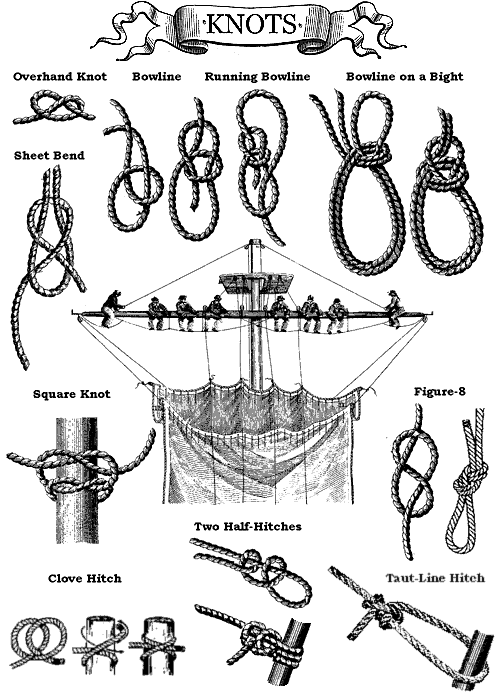 KNOTS
Overhand Knot
Bowline
Running Bowline
Bowline on a Bight
Sheet Bend
Square Knot
Figure-8
Two Half-Hitches
Clove Hitch
Taut-Line Hitch